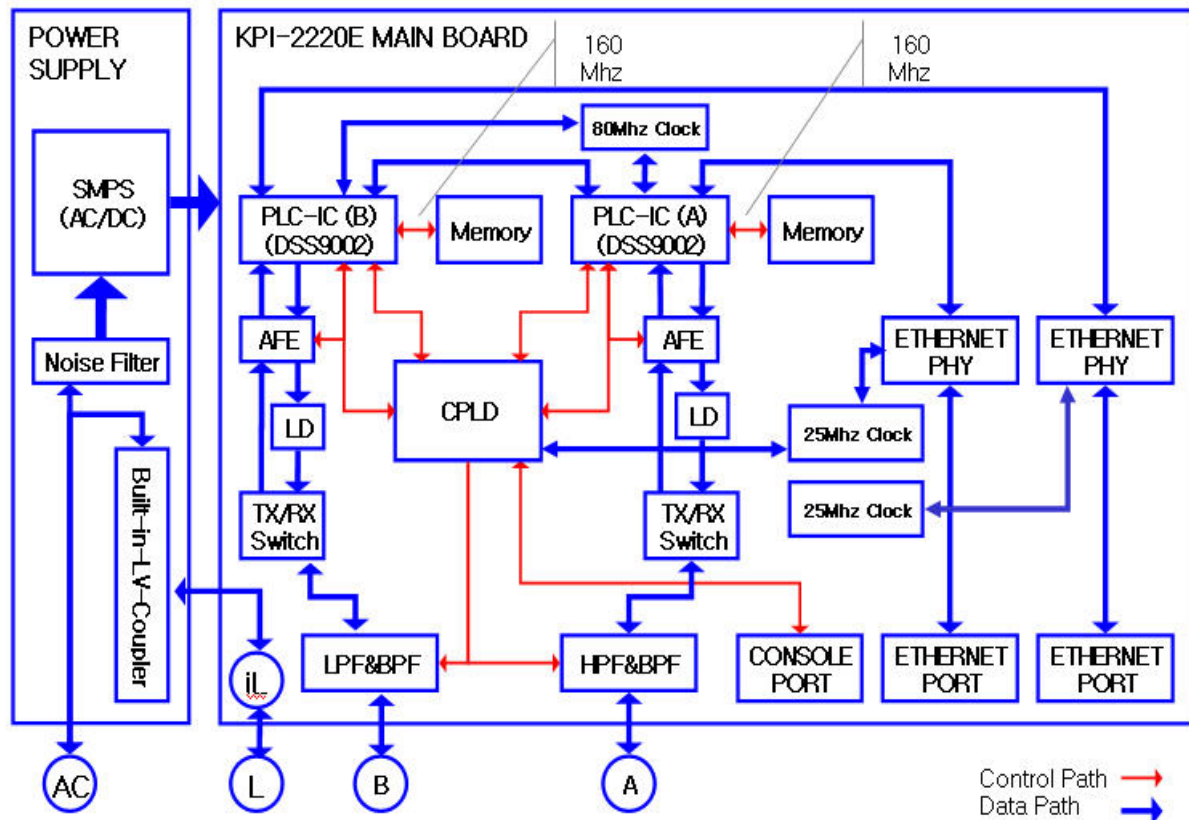 POWER
SUPPLY
KPI-2220E MAIN BOARD
160
Mhz
160
Mhz
80Mhz Clock
SMPS
(AC/DC)
PLC-IC (B)
(DSS9002)
Memory
PLC-IC (A)
(DSS9002)
Memory
Noise Filter
AFE
AFE
ETHERNET
PHY
ETHERNET
PHY
CPLD
LD
LD
25Mhz Clock
Built-in-LV-Coupler
TX/RX
Switch
TX/RX
Switch
25Mhz Clock
iL
LPF&BPF
HPF&BPF
CONSOLE
PORT
ETHERNET
PORT
ETHERNET
PORT
AC
L
B
A
Control Path
Data Path